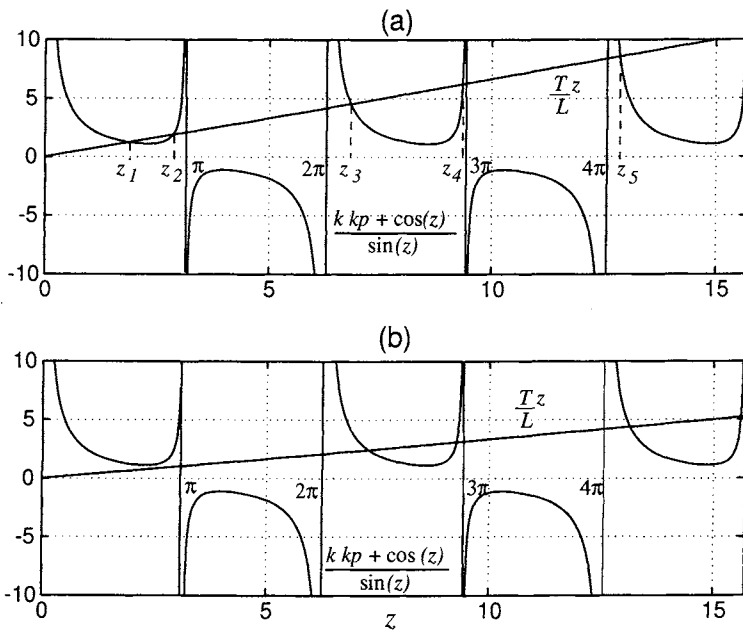 (a)
10
5
0
-5
-10
T z
L
z1
z2
π
2π
z3
z4
3π
4π
z5
k kp + cos(z)
sin(z)
0
5
10
15
(b)
10
5
0
-5
-10
T z
L
π
2π
3π
4π
k kp + cos (z)
sin(z)
0
5
10
15
z